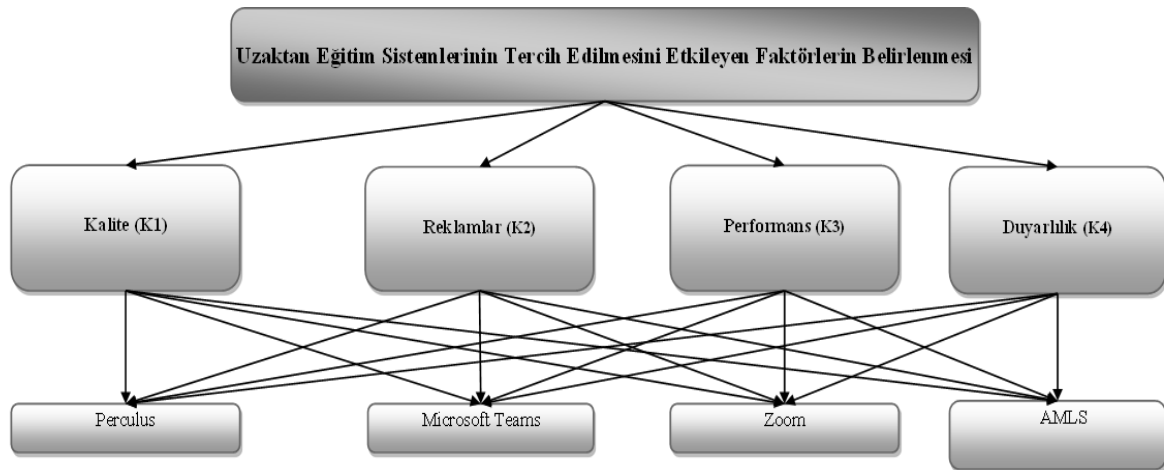 Uzaktan Eğitim Sistemlerinin Tercih Edilmesini Etkileyen Faktörlerin Belirlenmesi
Kalite (K1)
Reklamlar (K2)
Performans (K3)
Duyarlılık (K4)
Perculus
Microsoft Teams
Zoom
AMLS